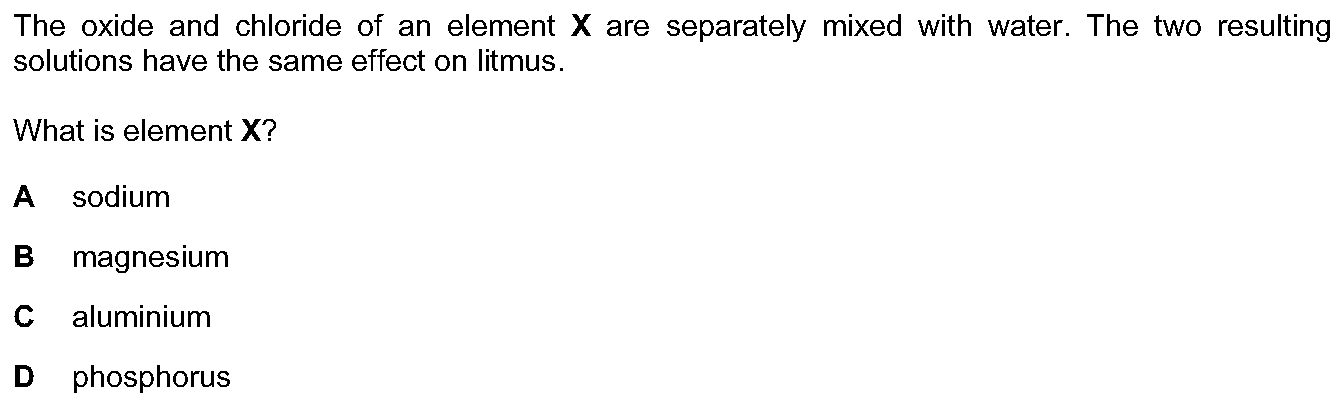 The oxide and chloride of an element X are separately mixed with water. The two resulting
solutions have the same effect on litmus.
What is element X?
A sodium
B magnesium
C aluminium
D phosphorus